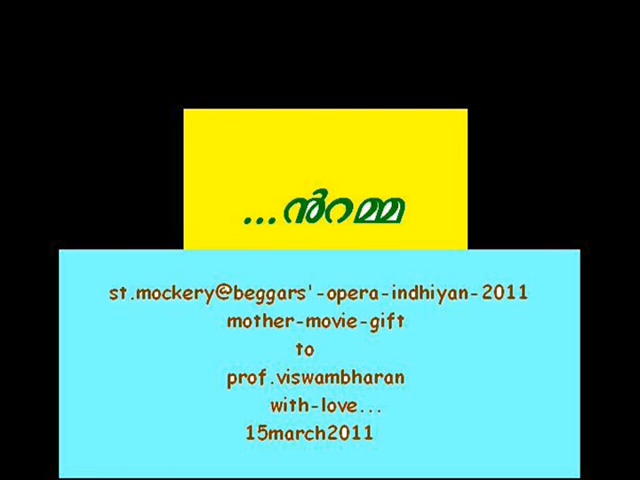 ...ൻറമ്മ
st.mockery@beggars'-opera-indhiyan-2011
mother-movie-gift
to
prof.viswambharan
with-love...
15march2011